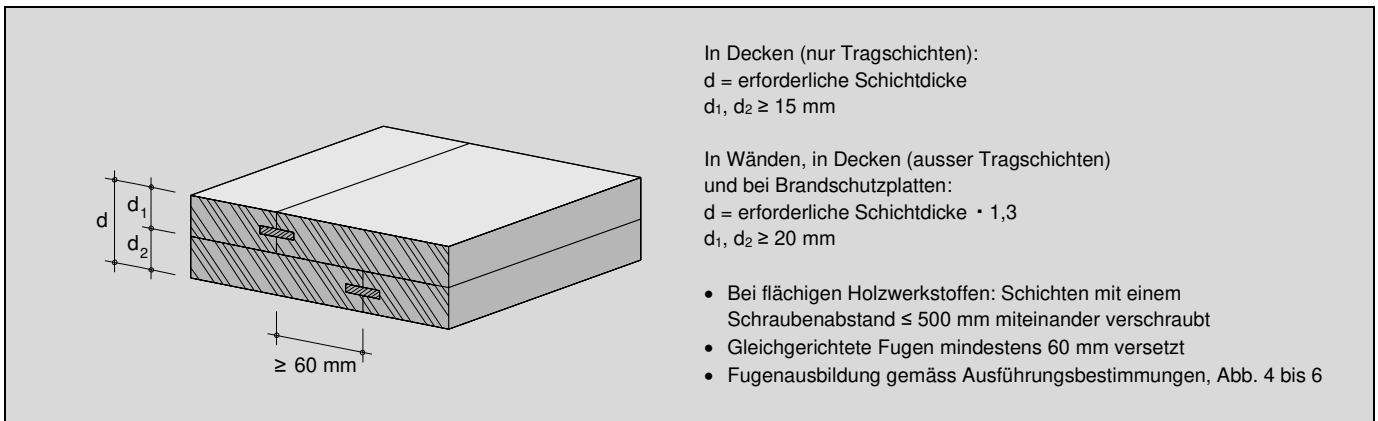 In Decken (nur Tragschichten):
d = erforderliche Schichtdicke
d₁, d₂ ≥ 15 mm
In Wänden, in Decken (ausser Tragschichten)
und bei Brandschutzplatten:
d = erforderliche Schichtdicke · 1,3
d₁, d₂ ≥ 20 mm
• Bei flächigen Holzwerkstoffen: Schichten mit einem
Schraubenabstand ≤ 500 mm miteinander verschraubt
• Gleichgerichtete Fugen mindestens 60 mm versetzt
• Fugenausbildung gemäss Ausführungsbestimmungen, Abb. 4 bis 6
d
d₁
d₂
≥ 60 mm